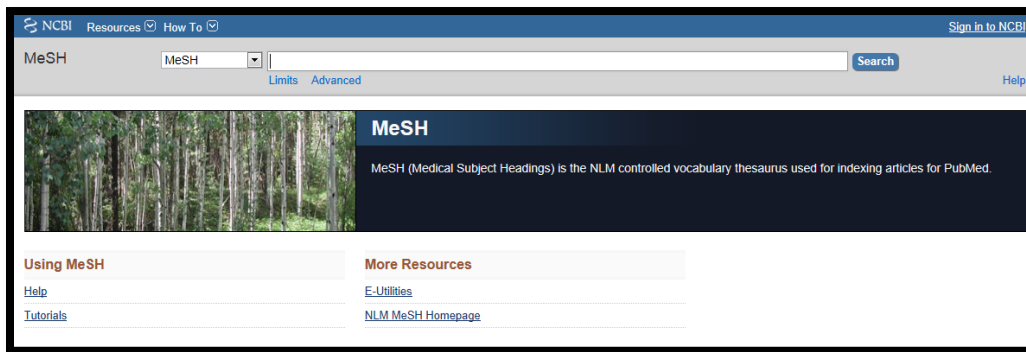 NCBI Resources How To Sign in to NCBI
MeSH MeSH Search
Limits Advanced Help
MeSH
MeSH (Medical Subject Headings) is the NLM controlled vocabulary thesaurus used for indexing articles for PubMed.
Using MeSH More Resources
Help E-Utilities
Tutorials NLM MeSH Homepage